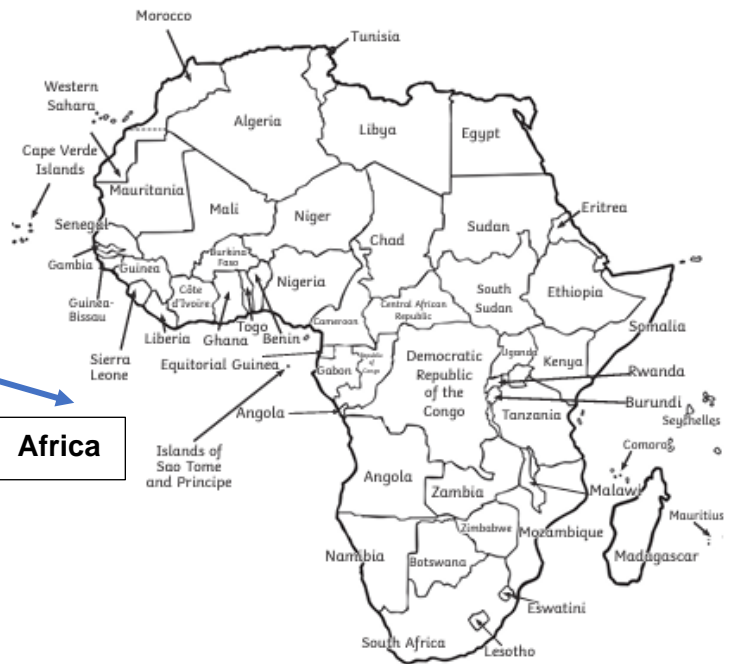 Morocco
Tunisia
Western
Sahara
Algeria
Libya
Egypt
Cape Verde
Islands
Mauritania
Mali
Niger
Chad
Sudan
Eritrea
Senegal
Gambia
Guinea
Burkina
Faso
Nigeria
Côte
d'Ivoire
South
Sudan
Ethiopia
Guinea-
Bissau
Central African
Republic
Cameroon
Somalia
Liberia
Ghana
Togo
Benin
Sierra
Leone
Equitorial Guinea
Gabon
Republic
of
Congo
Democratic
Republic
of the
Congo
Uganda
Kenya
Rwanda
Burundi
Seychelles
Angola
Tanzania
Africa
Islands of
Sao Tome
and Principe
Comoros
Angola
Zambia
Malawi
Mauritius
Zimbabwe
Mozambique
Madagascar
Namibia
Botswana
Eswatini
South Africa
Lesotho